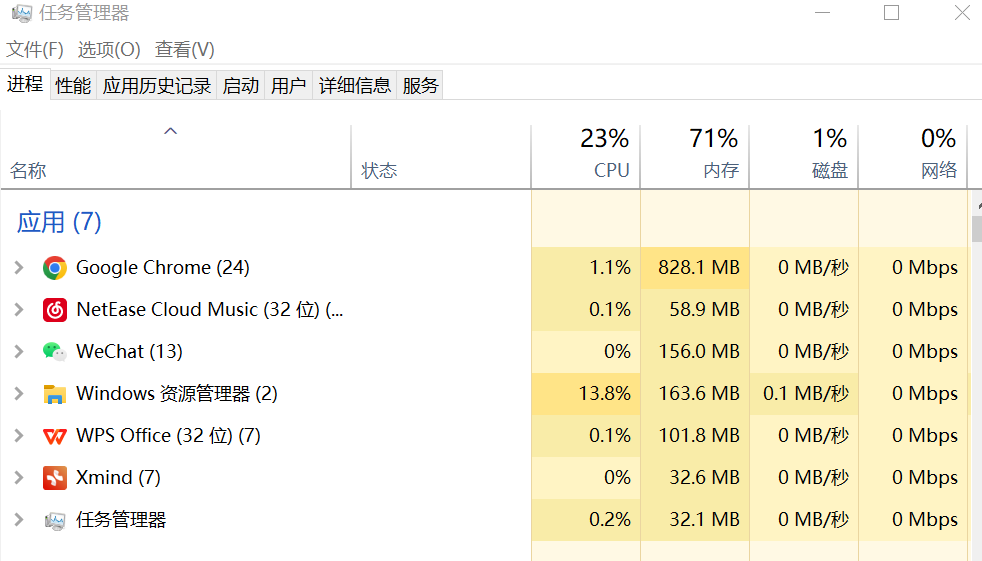 任务管理器
文件(F) 选项(O) 查看(V)
进程 性能 应用历史记录 启动 用户 详细信息 服务
23% 71% 1% 0%
名称 状态 CPU 内存 磁盘 网络
应用 (7)
Google Chrome (24) 1.1% 828.1 MB 0 MB/秒 0 Mbps
NetEase Cloud Music (32 位) (... 0.1% 58.9 MB 0 MB/秒 0 Mbps
WeChat (13) 0% 156.0 MB 0 MB/秒 0 Mbps
Windows 资源管理器 (2) 13.8% 163.6 MB 0.1 MB/秒 0 Mbps
WPS Office (32 位) (7) 0.1% 101.8 MB 0 MB/秒 0 Mbps
Xmind (7) 0% 32.6 MB 0 MB/秒 0 Mbps
任务管理器 0.2% 32.1 MB 0 MB/秒 0 Mbps